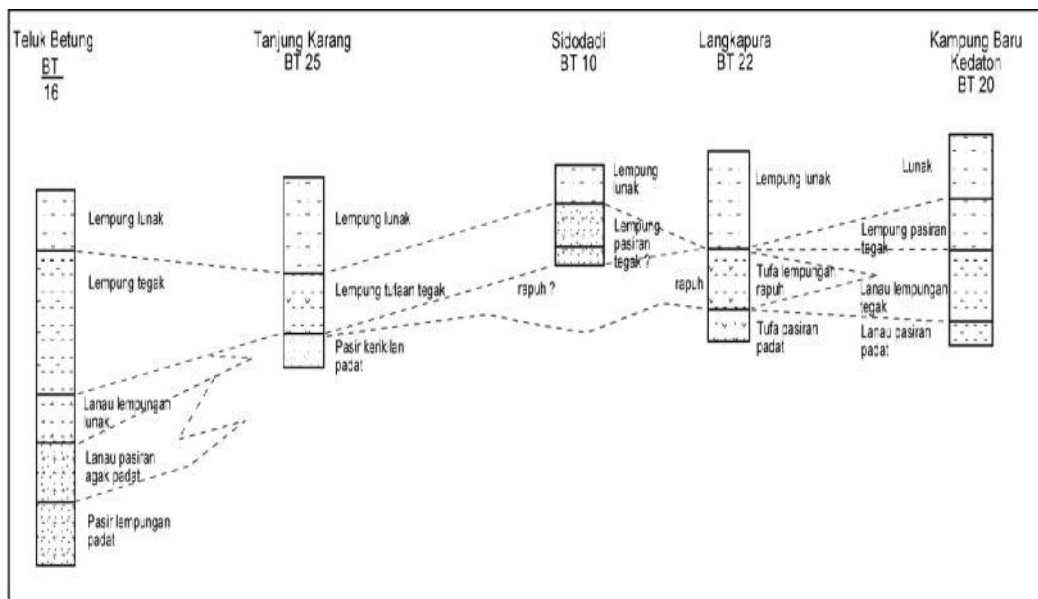 Teluk Betung
BT
16
Tanjung Karang
BT 25
Sidodadi
BT 10
Langkapura
BT 22
Kampung Baru
Kedaton
BT 20
Lempung lunak
Lempung tegak
Lanau lempungan
lunak
Lanau pasiran
agak padat
Pasir lempungan
padat
Lempung lunak
Lempung tufaan tegak
Pasir kerikilan
padat
Lempung
lunak
Lempung
pasiran
tegak ?
rapuh ?
Lempung lunak
rapuh
Tufa lempungan
rapuh
Tufa pasiran
padat
Lunak
Lempung pasiran
tegak
Lanau lempungan
tegak
Lanau pasiran
padat